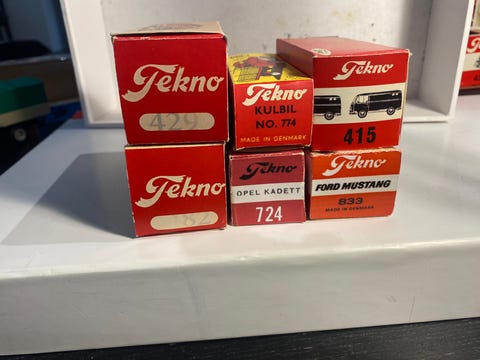 Tekno
429
Tekno
KULBIL
NO. 774
MADE IN DENMARK
Tekno
415
Tekno
Tekno
OPEL KADETT
724
Tekno
FORD MUSTANG
833
MADE IN DENMARK